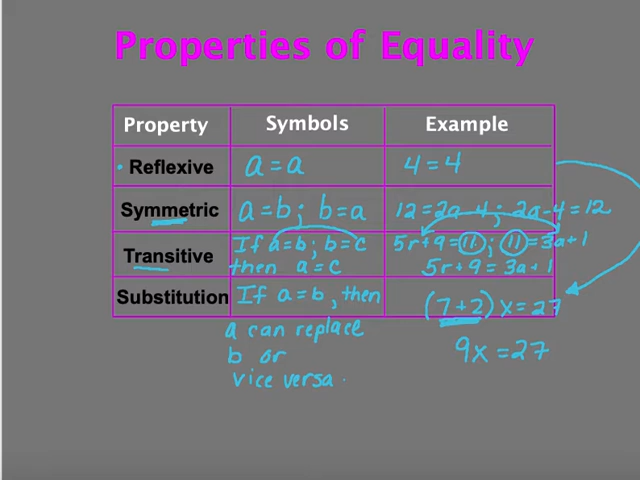 Properties of Equality
Property Symbols Example
• Reflexive a = a 4 = 4
Symmetric a = b ; b = a 12 = 2a - 4 ; 2a - 4 = 12
Transitive If a = b ; b = c 5r + 9 = 11 ; 11 = 3a + 1
then a = c 5r + 9 = 3a + 1
Substitution If a = b , then (7 + 2) x = 27
a can replace
b or 9x = 27
vice versa .